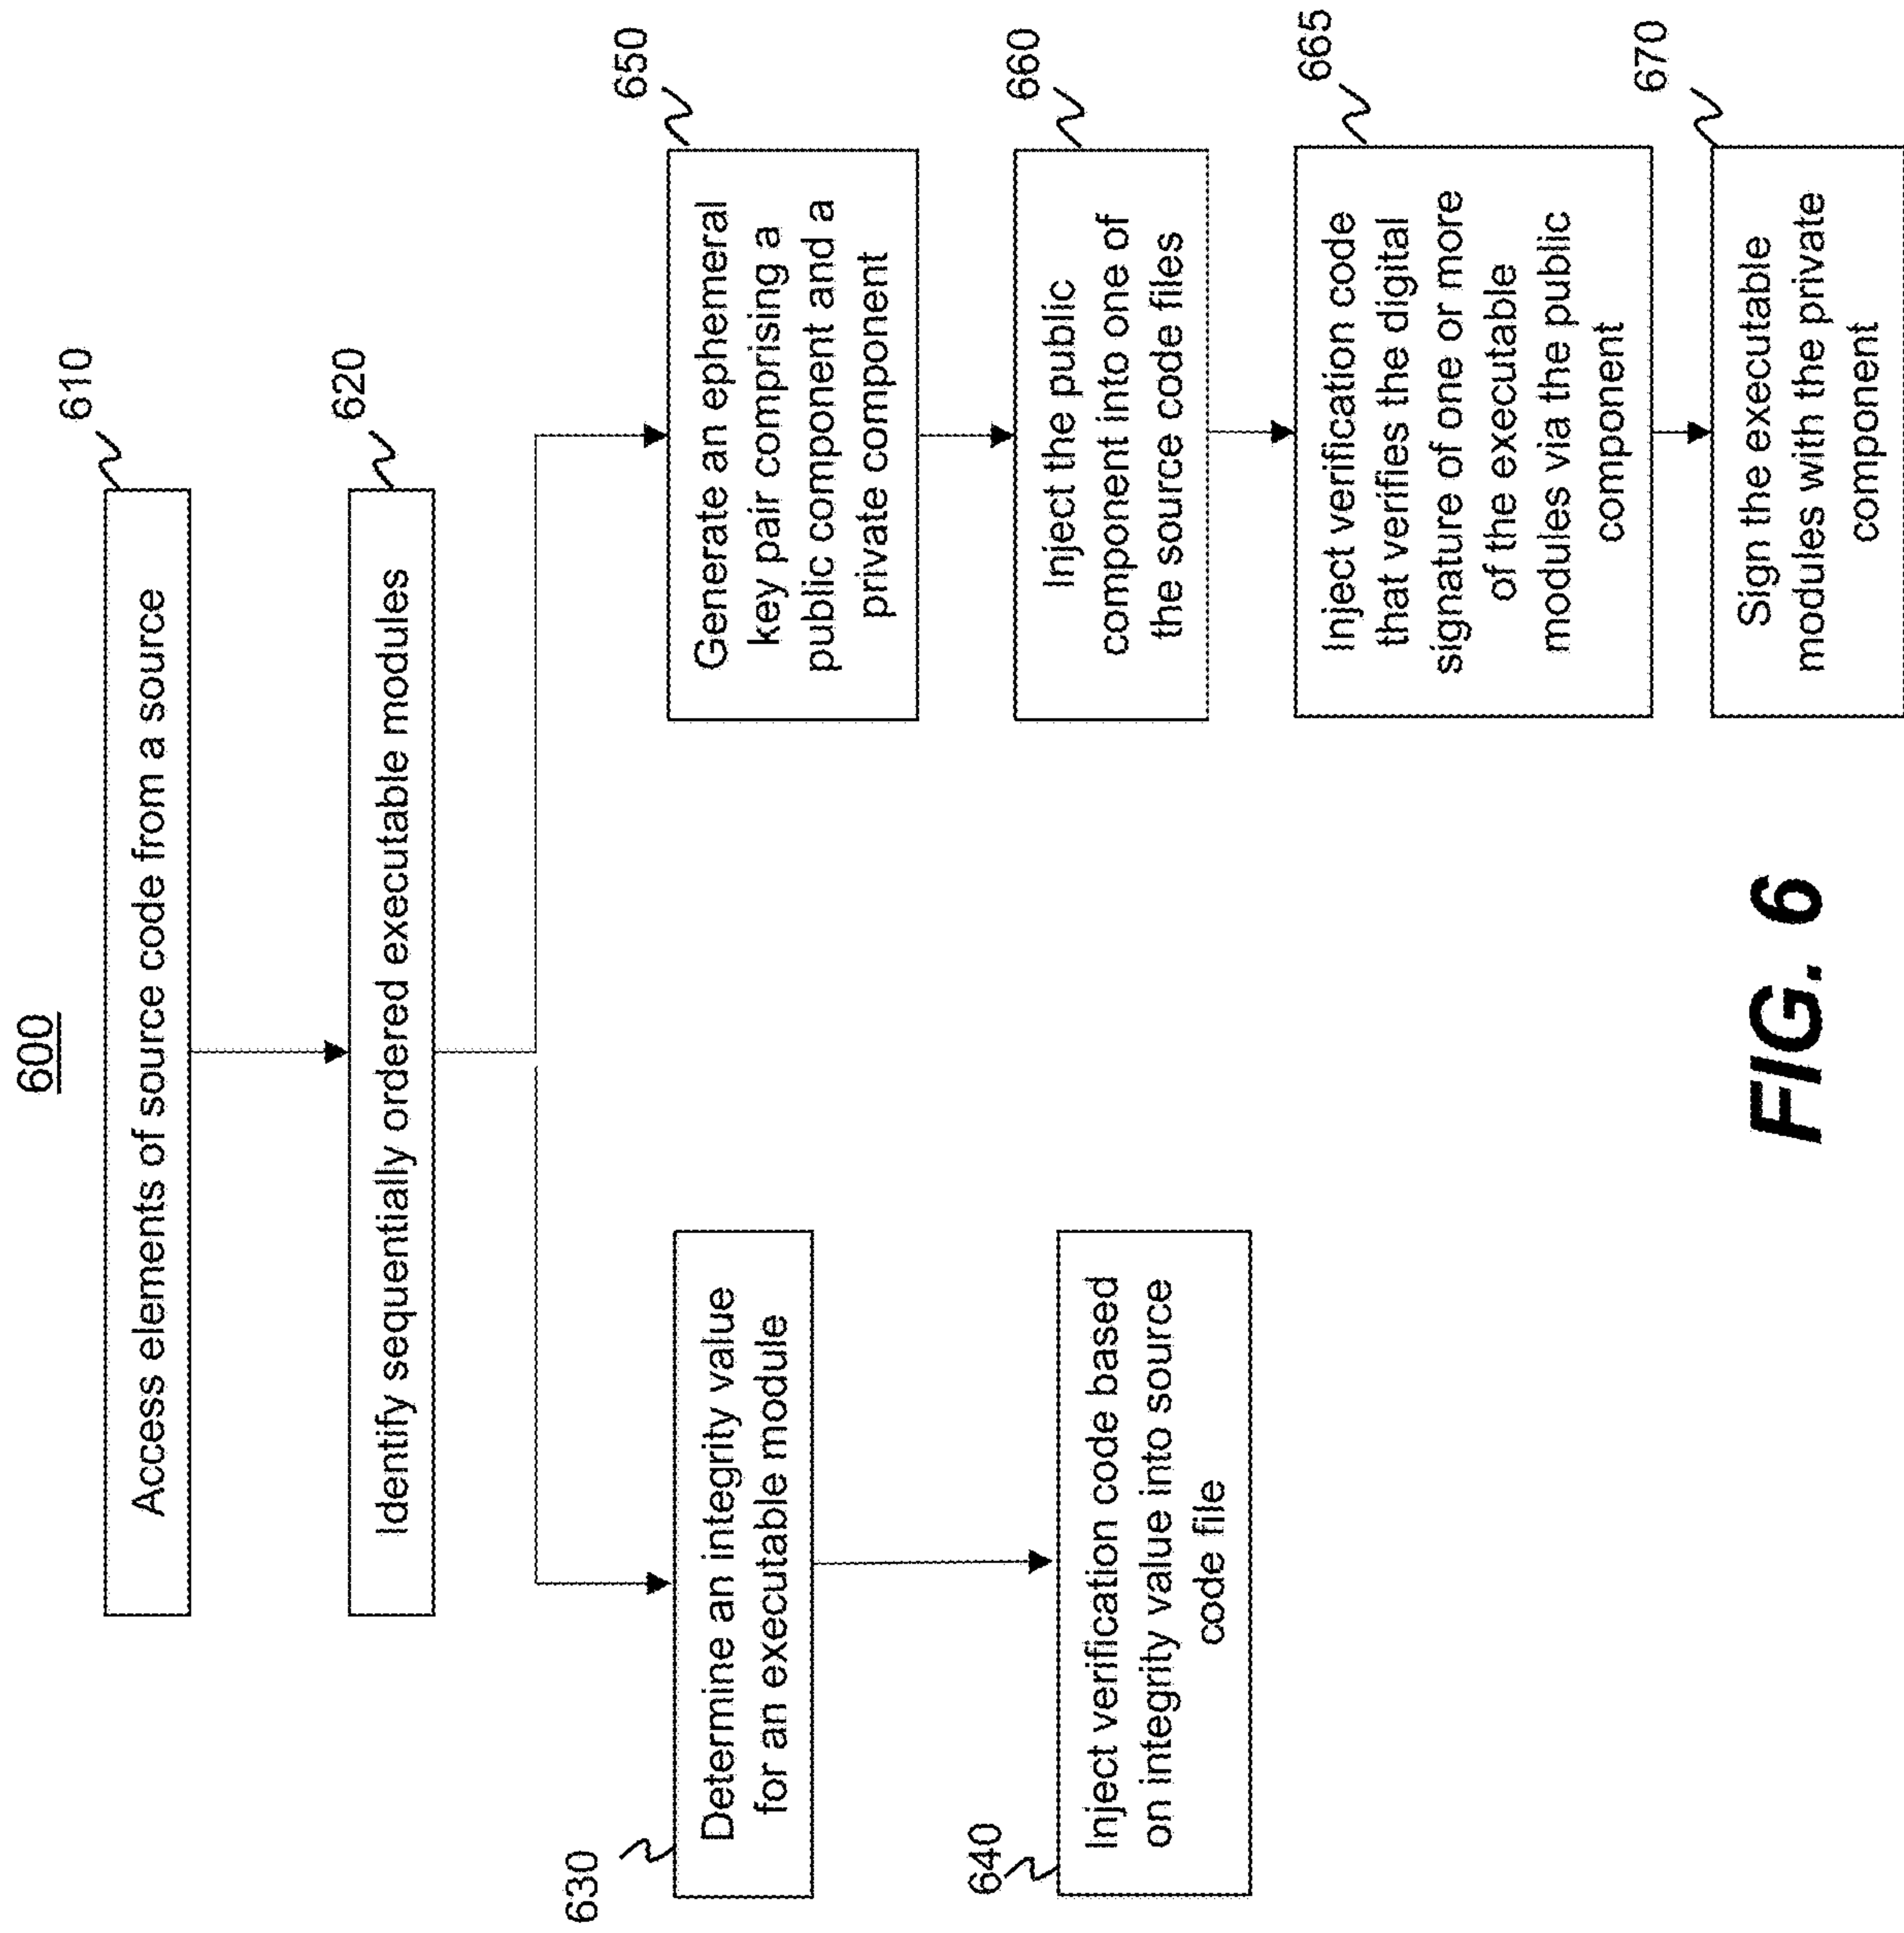 600
610
Access elements of source code from a source
620
Identify sequentially ordered executable modules
630
Determine an integrity value
for an executable module
640
Inject verification code based
on integrity value into source
code file
650
Generate an ephemeral
key pair comprising a
public component and a
private component
660
Inject the public
component into one of
the source code files
665
Inject verification code
that verifies the digital
signature of one or more
of the executable
modules via the public
component
670
Sign the executable
modules with the private
component
FIG. 6